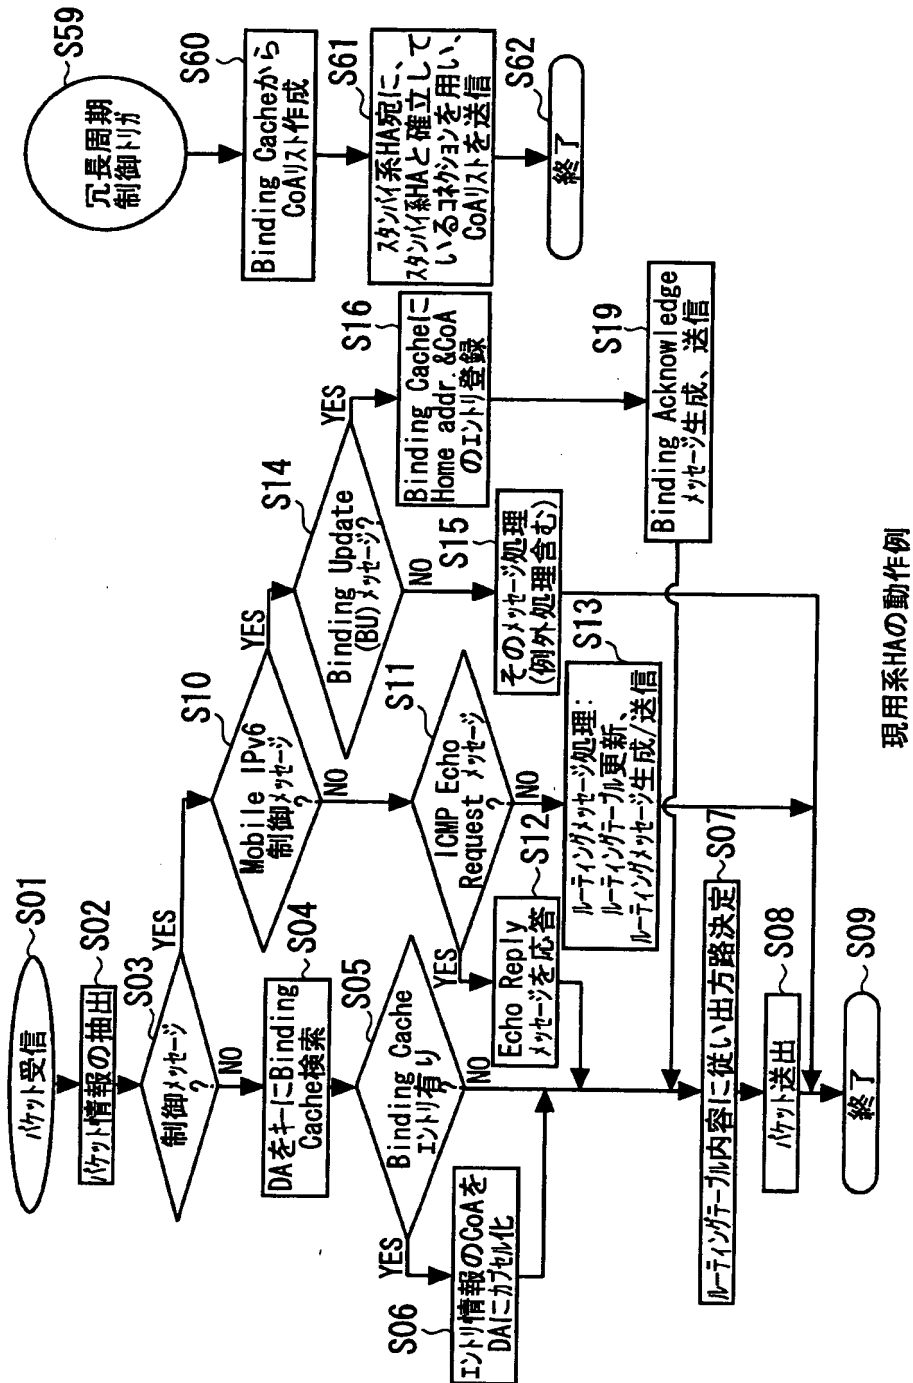 パケット受信
S01
パケット情報の抽出
S02
制御メッセージ
?
S03
YES
NO
DAをキーにBinding
Cache検索
S04
Binding Cache
エントリ有り
?
S05
YES
NO
エントリ情報のCoAを
DAにカプセル化
S06
ルーティングテーブル内容に従い出方路決定
S07
パケット送出
S08
終了
S09
Mobile IPv6
制御メッセージ
?
S10
YES
NO
ICMP Echo
Request メッセージ
?
S11
YES
NO
Echo Reply
メッセージを応答
S12
ルーティングメッセージ処理:
ルーティングテーブル更新、
ルーティングメッセージ生成/送信
S13
Binding Update
(BU)メッセージ?
S14
YES
NO
そのメッセージ処理
(例外処理含む)
S15
Binding Cacheに
Home addr.&CoA
のエントリ登録
S16
Binding Acknowledge
メッセージ生成、送信
S19
冗長周期
制御トリガ
S59
Binding Cacheから
CoAリスト作成
S60
スタンバイ系HA宛に、
スタンバイ系HAと確立して
いるコネクションを用い、
CoAリストを送信
S61
終了
S62
現用系HAの動作例